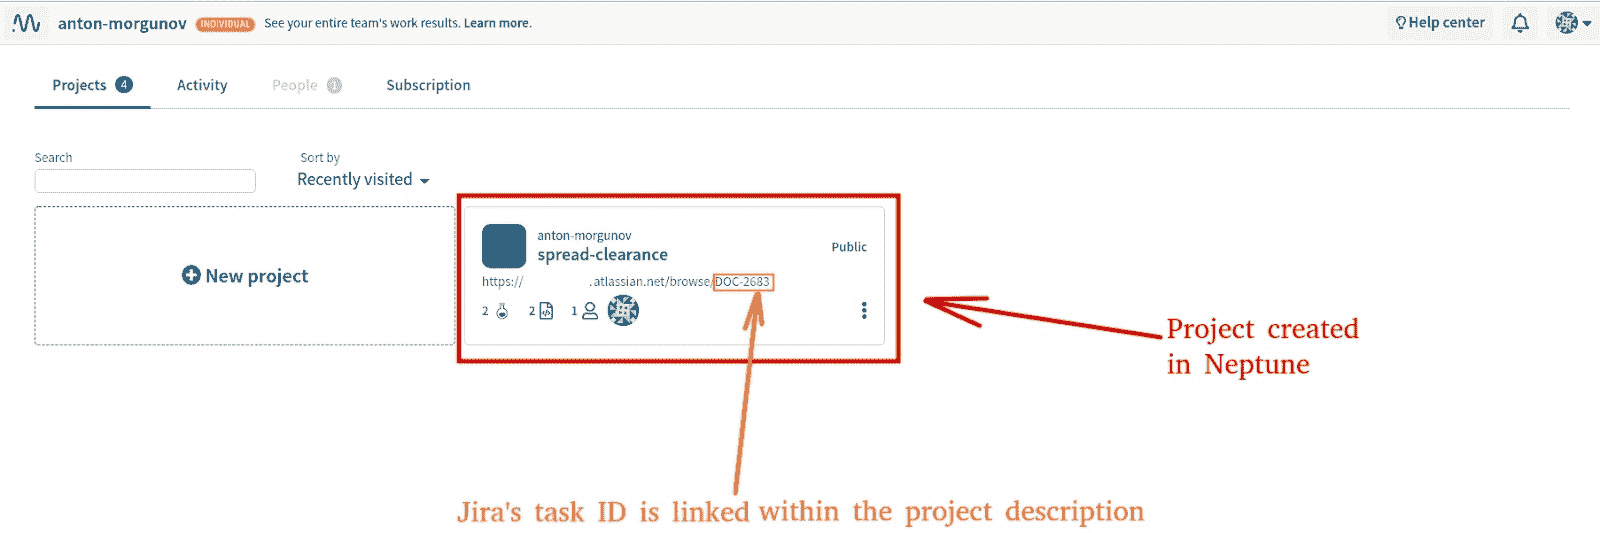 anton-morgunov INDIVIDUAL See your entire team's work results. Learn more. Help center
Projects 4 Activity People 1 Subscription
Search Sort by
Recently visited
New project
anton-morgunov
spread-clearance
Public
https:// .atlassian.net/browse/DOC-2683
2 2 1
Project created
in Neptune
Jira's task ID is linked within the project description